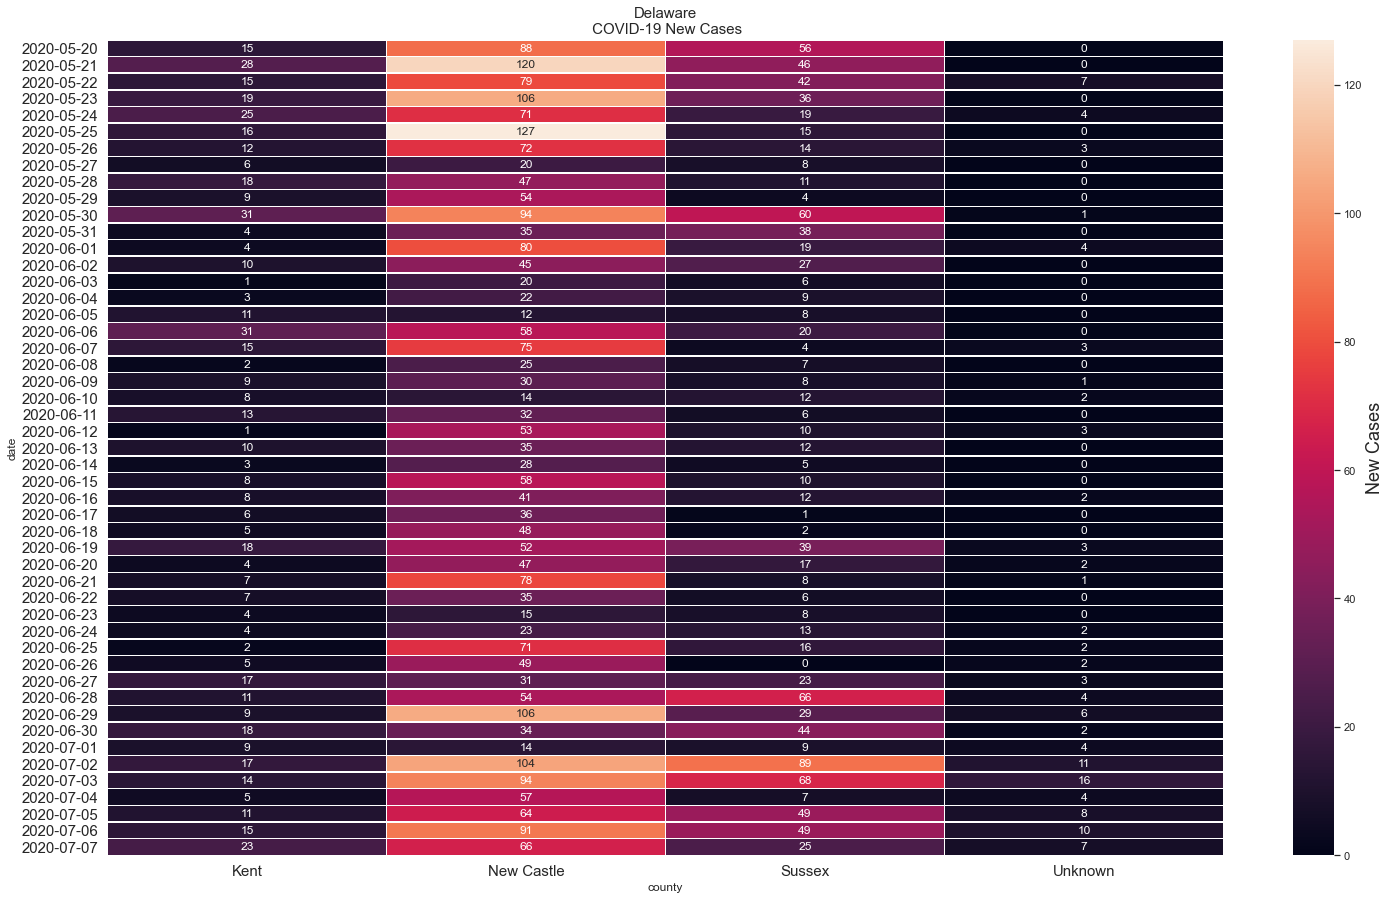 Delaware
COVID-19 New Cases
2020-05-20 15 88 56 0
2020-05-21 28 120 46 0
2020-05-22 15 79 42 7
2020-05-23 19 106 36 0
2020-05-24 25 71 19 4
2020-05-25 16 127 15 0
2020-05-26 12 72 14 3
2020-05-27 6 20 8 0
2020-05-28 18 47 11 0
2020-05-29 9 54 4 0
2020-05-30 31 94 60 1
2020-05-31 4 35 38 0
2020-06-01 4 80 19 4
2020-06-02 10 45 27 0
2020-06-03 1 20 6 0
2020-06-04 3 22 9 0
2020-06-05 11 12 8 0
2020-06-06 31 58 20 0
2020-06-07 15 75 4 3
2020-06-08 2 25 7 0
2020-06-09 9 30 8 1
2020-06-10 8 14 12 2
2020-06-11 13 32 6 0
2020-06-12 1 53 10 3
2020-06-13 10 35 12 0
2020-06-14 3 28 5 0
2020-06-15 8 58 10 0
2020-06-16 8 41 12 2
2020-06-17 6 36 1 0
2020-06-18 5 48 2 0
2020-06-19 18 52 39 3
2020-06-20 4 47 17 2
2020-06-21 7 78 8 1
2020-06-22 7 35 6 0
2020-06-23 4 15 8 0
2020-06-24 4 23 13 2
2020-06-25 2 71 16 2
2020-06-26 5 49 0 2
2020-06-27 17 31 23 3
2020-06-28 11 54 66 4
2020-06-29 9 106 29 6
2020-06-30 18 34 44 2
2020-07-01 9 14 9 4
2020-07-02 17 104 89 11
2020-07-03 14 94 68 16
2020-07-04 5 57 7 4
2020-07-05 11 64 49 8
2020-07-06 15 91 49 10
2020-07-07 23 66 25 7
Kent New Castle Sussex Unknown
county
date
120
100
80
60
40
20
0
New Cases